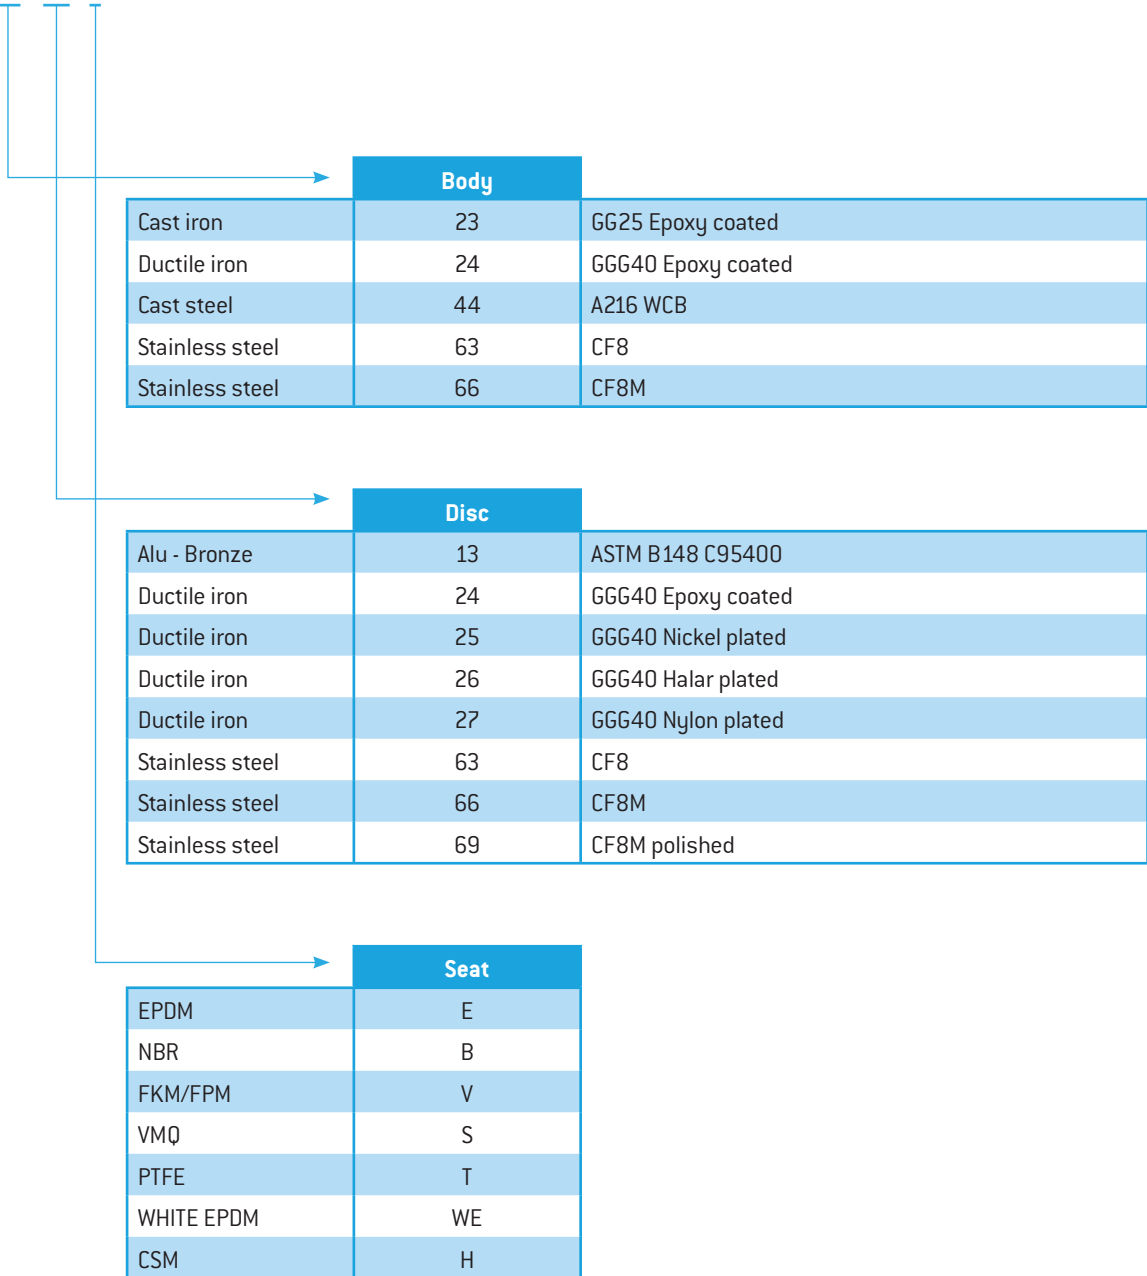 Body
Cast iron 23 GG25 Epoxy coated
Ductile iron 24 GGG40 Epoxy coated
Cast steel 44 A216 WCB
Stainless steel 63 CF8
Stainless steel 66 CF8M
Disc
Alu - Bronze 13 ASTM B148 C95400
Ductile iron 24 GGG40 Epoxy coated
Ductile iron 25 GGG40 Nickel plated
Ductile iron 26 GGG40 Halar plated
Ductile iron 27 GGG40 Nylon plated
Stainless steel 63 CF8
Stainless steel 66 CF8M
Stainless steel 69 CF8M polished
Seat
EPDM E
NBR B
FKM/FPM V
VMQ S
PTFE T
WHITE EPDM WE
CSM H